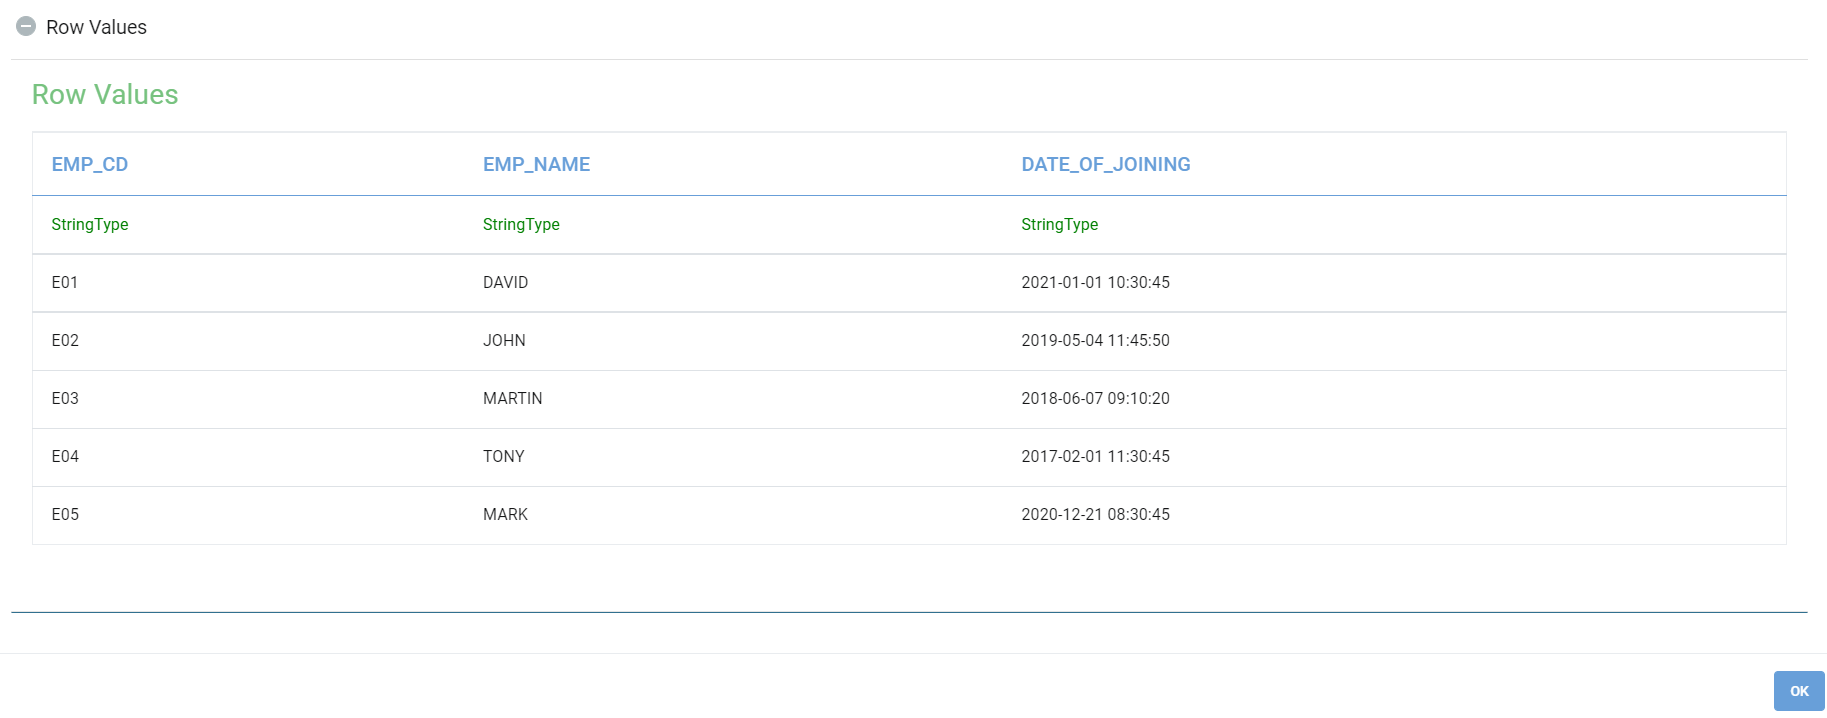 Row Values
Row Values
EMP_CD EMP_NAME DATE_OF_JOINING
StringType StringType StringType
E01 DAVID 2021-01-01 10:30:45
E02 JOHN 2019-05-04 11:45:50
E03 MARTIN 2018-06-07 09:10:20
E04 TONY 2017-02-01 11:30:45
E05 MARK 2020-12-21 08:30:45
OK